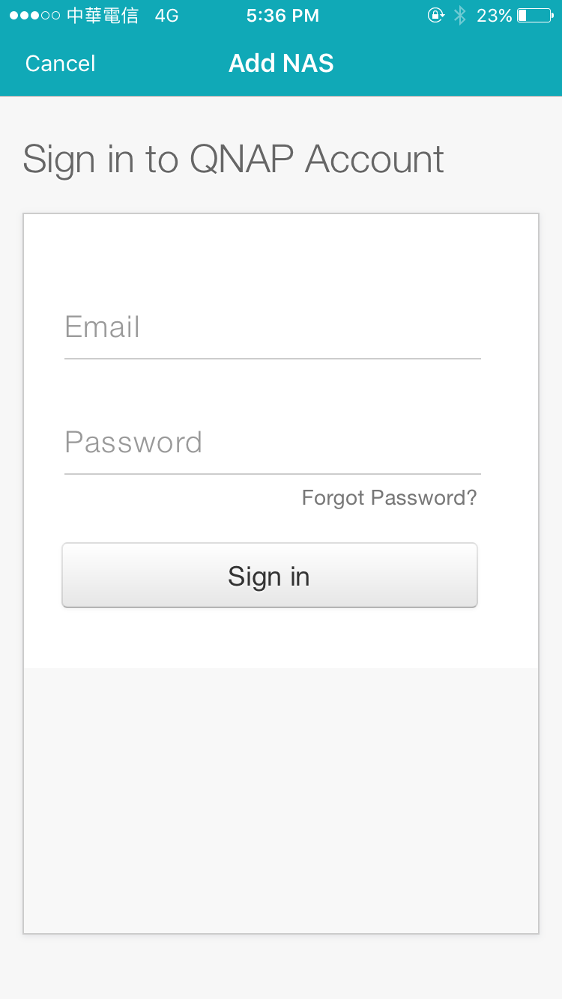 中華電信 4G 5:36 PM 23%
Cancel Add NAS
Sign in to QNAP Account
Email
Password
Forgot Password?
Sign in